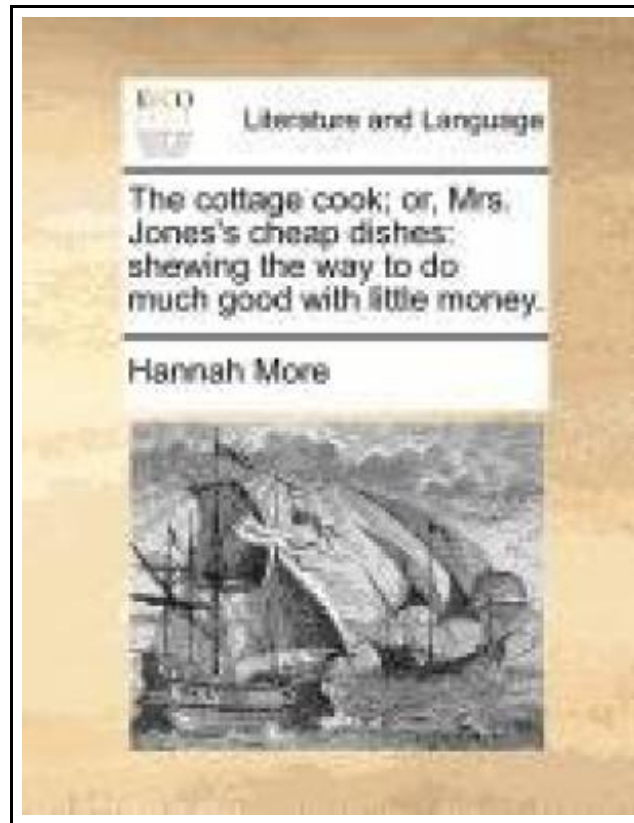 Literature and Language
The cottage cook; or, Mrs.
Jones's cheap dishes:
shewing the way to do
much good with little money.
Hannah More